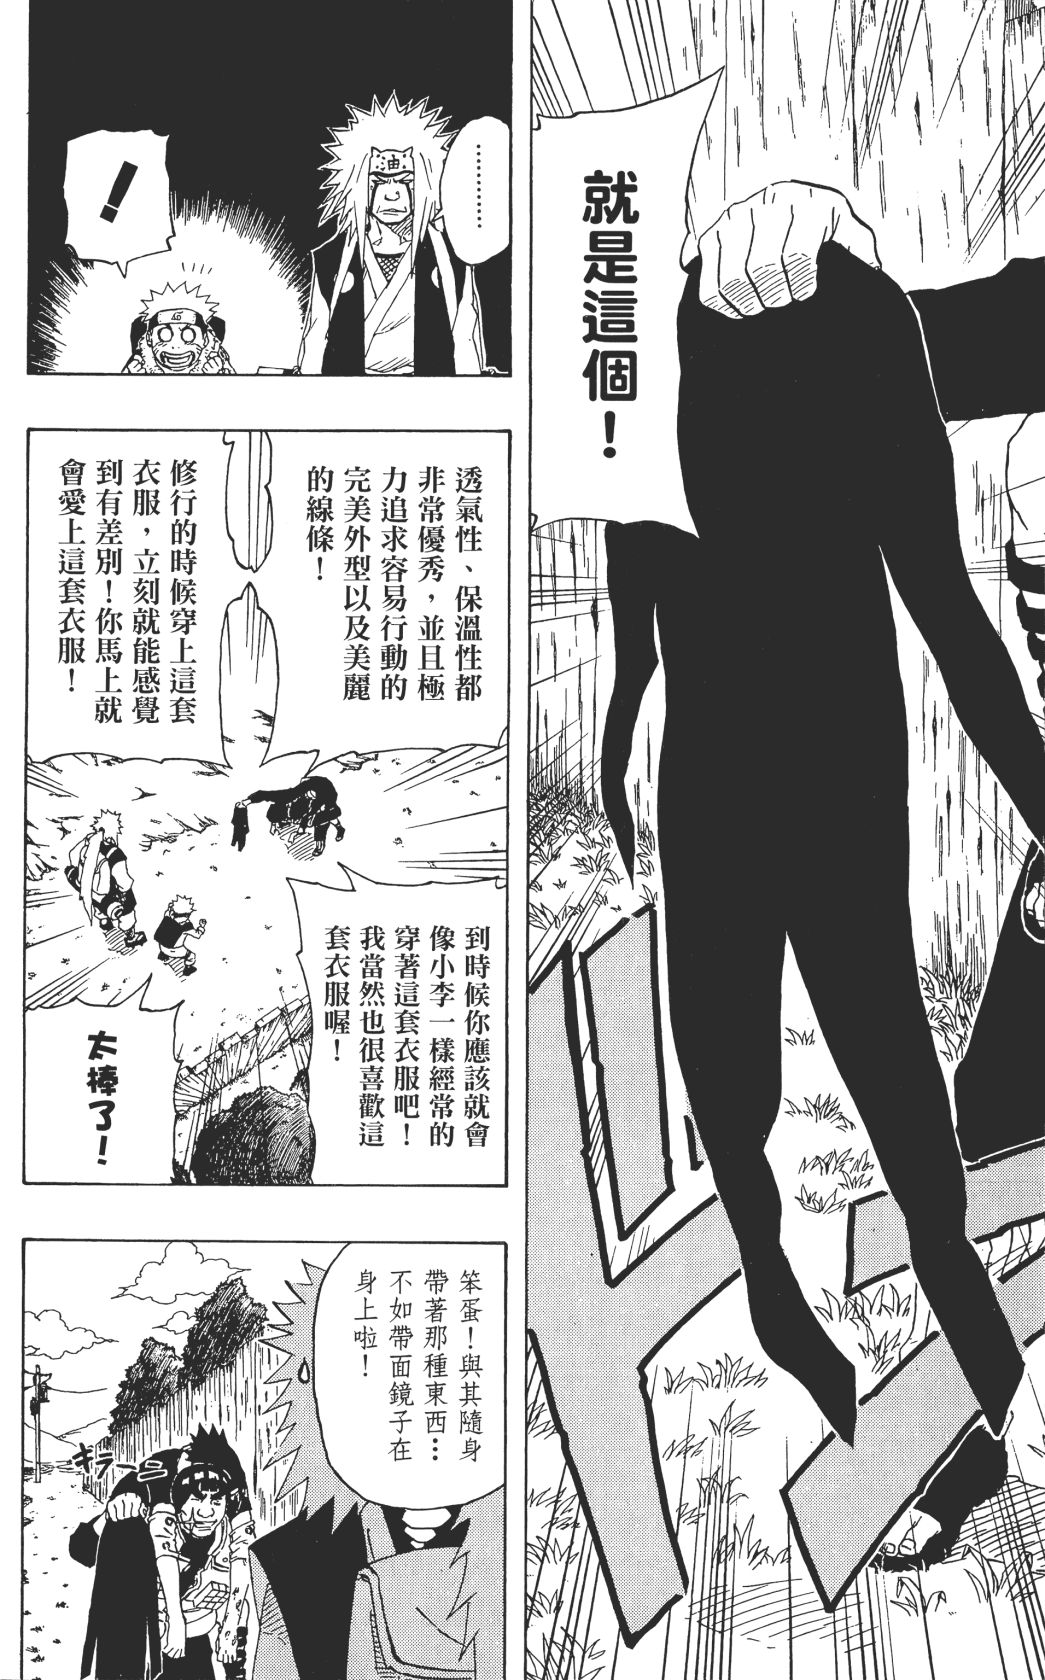 就是這個！
…………
油
！
透氣性、保溫性都
非常優秀，並且極
力追求容易行動的
完美外型以及美麗
的線條！
修行的時候穿上這套
衣服，立刻就能感覺
到有差別！你馬上就
會愛上這套衣服！
到時候你應該就會
像小李一樣經常的
穿著這套衣服吧！
我當然也很喜歡這
套衣服喔！
太棒了！
笨蛋！與其隨身
帶著那種東西…
不如帶面鏡子在
身上啦！
キラーン